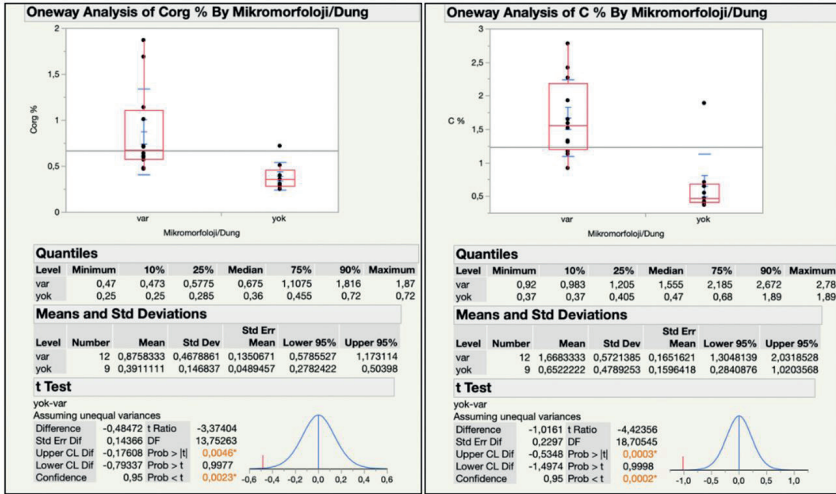 Oneway Analysis of Corg % By Mikromorfoloji/Dung
2
1,5
1
0,5
0
Corg %
var yok
Mikromorfoloji/Dung
Quantiles
Level Minimum 10% 25% Median 75% 90% Maximum
var 0,47 0,473 0,5775 0,675 1,1075 1,816 1,87
yok 0,25 0,25 0,285 0,36 0,455 0,72 0,72
Means and Std Deviations
Std Err
Level Number Mean Std Dev Mean Lower 95% Upper 95%
var 12 0,8758333 0,4678861 0,1350671 0,5785527 1,173114
yok 9 0,3911111 0,146837 0,0489457 0,2782422 0,50398
t Test
yok-var
Assuming unequal variances
Difference -0,48472 t Ratio -3,37404
Std Err Dif 0,14366 DF 13,75263
Upper CL Dif -0,17608 Prob > |t| 0,0046*
Lower CL Dif -0,79337 Prob > t 0,9977
Confidence 0,95 Prob < t 0,0023*
-0,6 -0,4 -0,2 0,0 0,2 0,4 0,6
Oneway Analysis of C % By Mikromorfoloji/Dung
3,5
3
2,5
2
1,5
1
0,5
C %
var yok
Mikromorfoloji/Dung
Quantiles
Level Minimum 10% 25% Median 75% 90% Maximum
var 0,92 0,983 1,205 1,555 2,185 2,672 2,78
yok 0,37 0,37 0,405 0,47 0,68 1,89 1,89
Means and Std Deviations
Std Err
Level Number Mean Std Dev Mean Lower 95% Upper 95%
var 12 1,6683333 0,5721385 0,1651621 1,3048139 2,0318528
yok 9 0,6522222 0,4789253 0,1596418 0,2840876 1,0203568
t Test
yok-var
Assuming unequal variances
Difference -1,0161 t Ratio -4,42356
Std Err Dif 0,2297 DF 18,70545
Upper CL Dif -0,5348 Prob > |t| 0,0003*
Lower CL Dif -1,4974 Prob > t 0,9998
Confidence 0,95 Prob < t 0,0002*
-1,0 -0,5 0,0 0,5 1,0